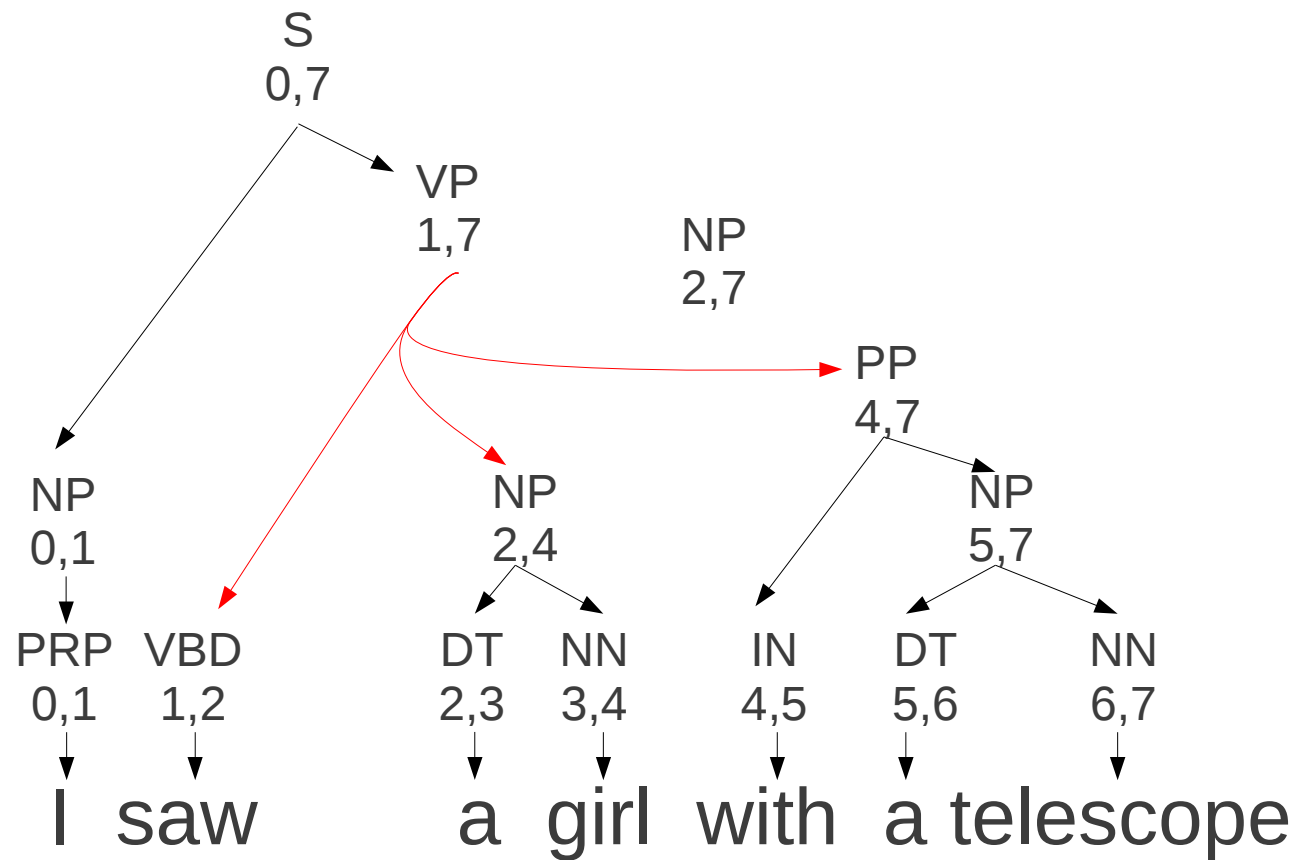 S
0,7
VP
1,7
NP
2,7
PP
4,7
NP
0,1
NP
2,4
NP
5,7
PRP VBD DT NN IN DT NN
0,1 1,2 2,3 3,4 4,5 5,6 6,7
I saw a girl with a telescope